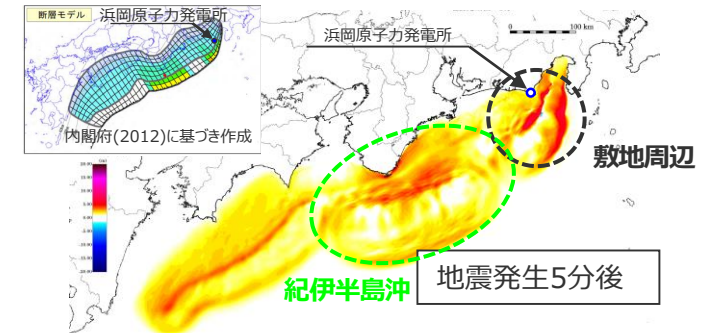 断層モデル
浜岡原子力発電所
内閣府(2012)に基づき作成
浜岡原子力発電所
0 100 km
敷地周辺
紀伊半島沖
地震発生5分後